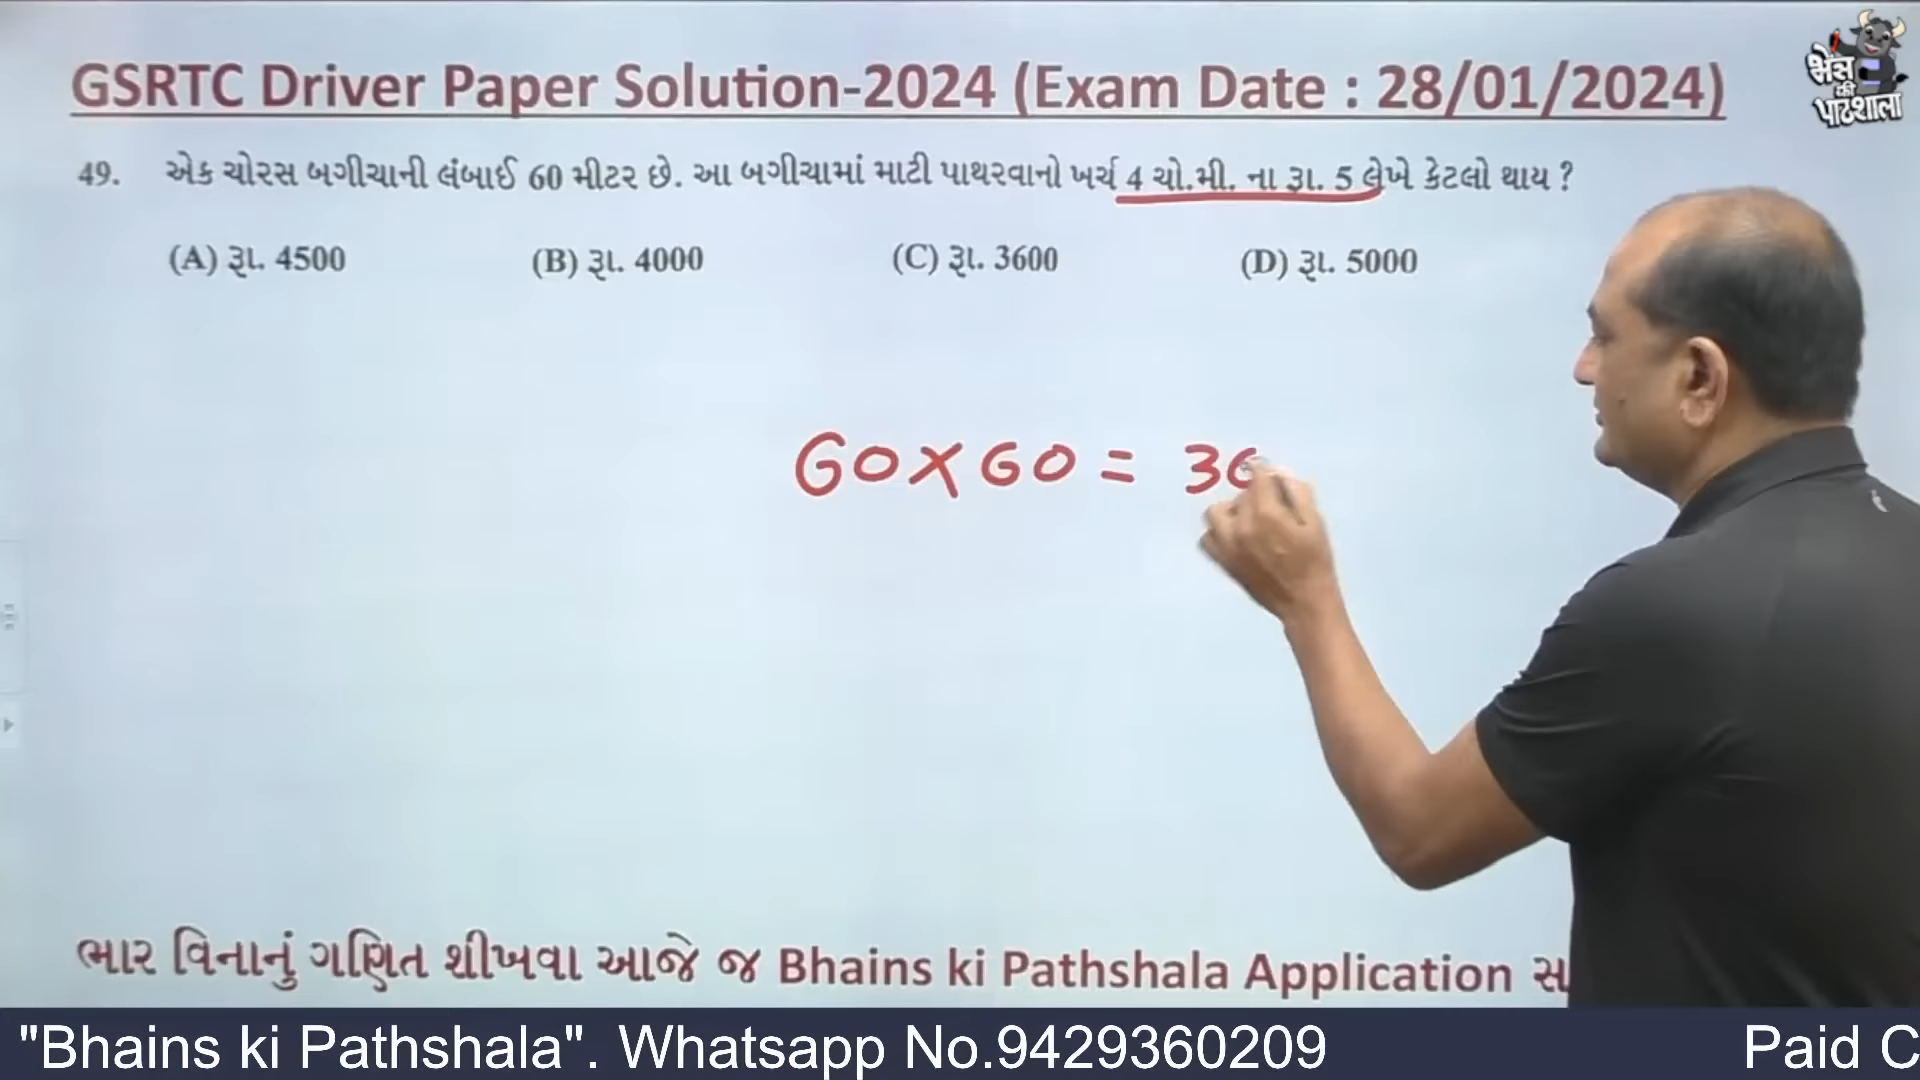 GSRTC Driver Paper Solution-2024 (Exam Date : 28/01/2024)
भैंस
की
पाठशाला
49. એક ચોરસ બગીચાની લંબાઈ 60 મીટર છે. આ બગીચામાં માટી પાથરવાનો ખર્ચ 4 ચો.મી. ના રૂા. 5 લેખે કેટલો થાય ?
(A) રૂા. 4500 (B) રૂા. 4000 (C) રૂા. 3600 (D) રૂા. 5000
60 X 60 = 36
ભાર વિનાનું ગણિત શીખવા આજે જ Bhains ki Pathshala Application સ
"Bhains ki Pathshala". Whatsapp No.9429360209 Paid C